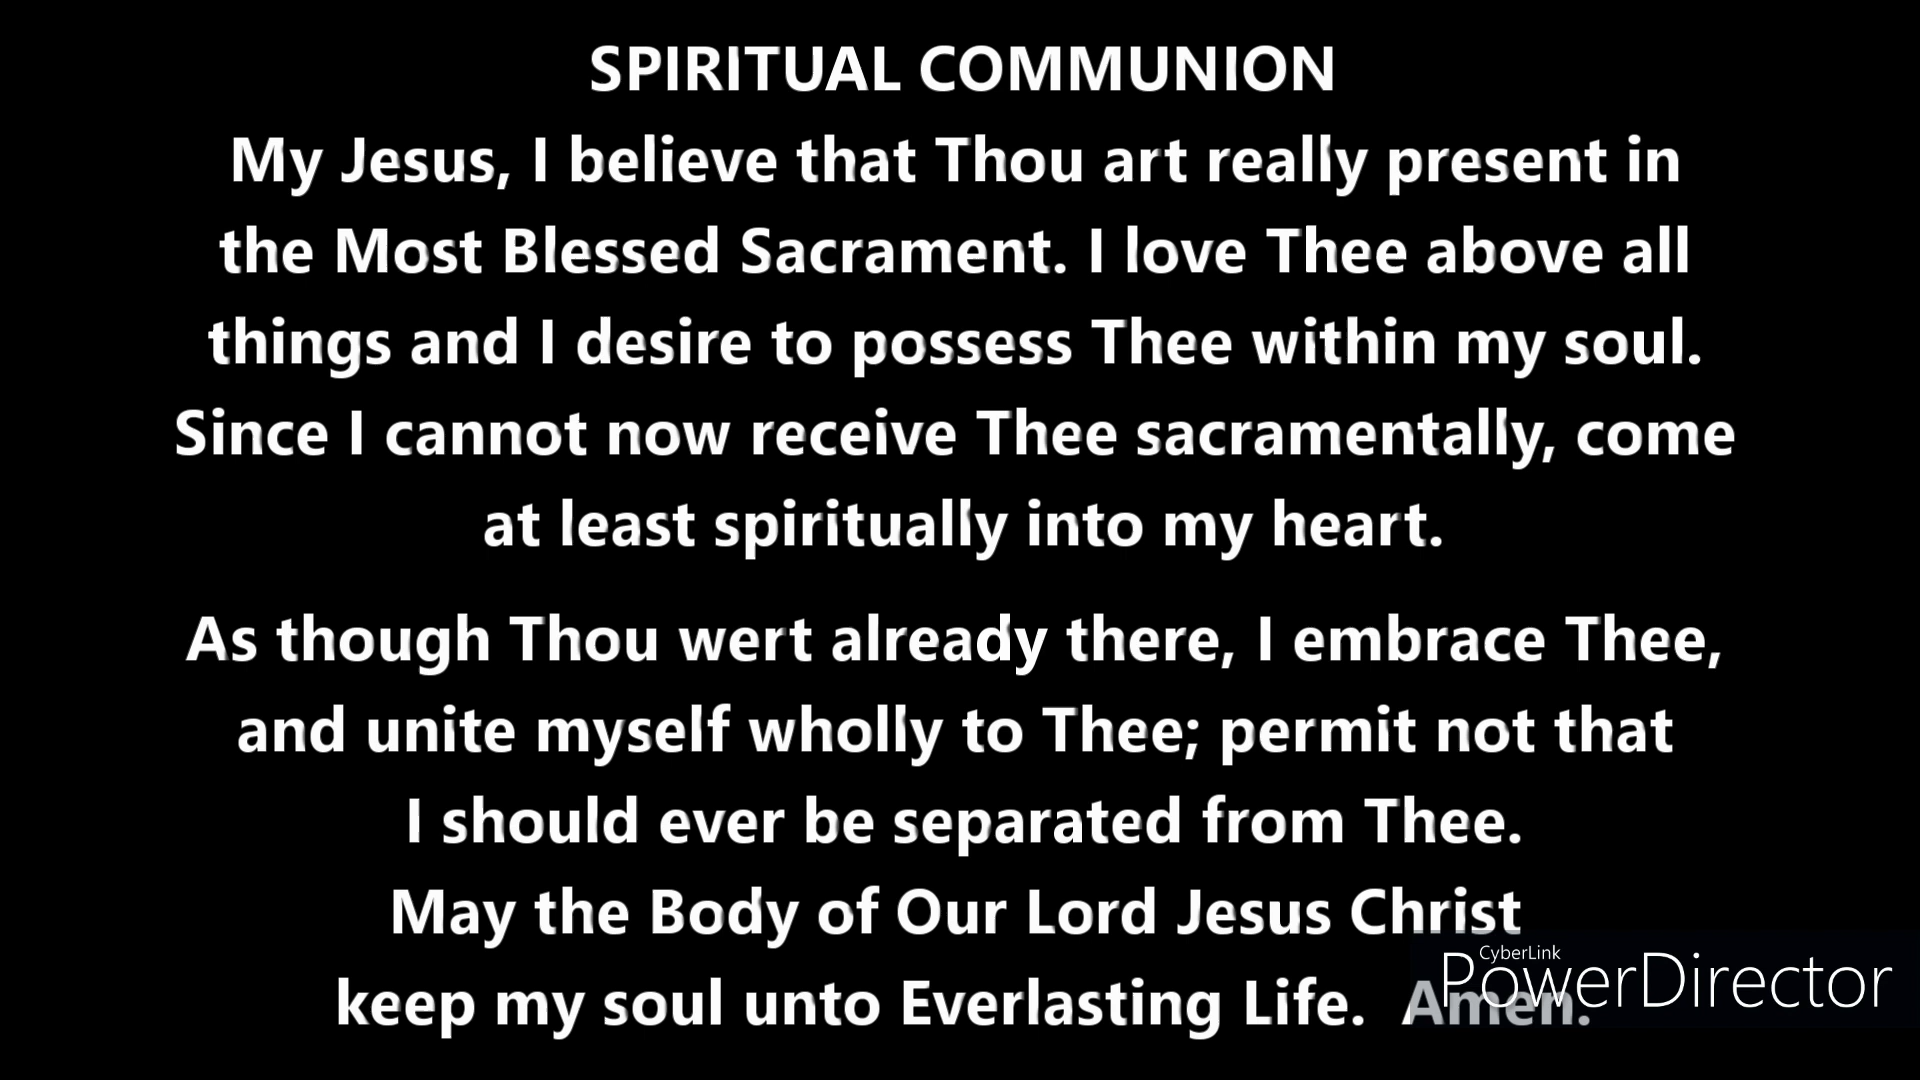 SPIRITUAL COMMUNION
My Jesus, I believe that Thou art really present in
the Most Blessed Sacrament. I love Thee above all
things and I desire to possess Thee within my soul.
Since I cannot now receive Thee sacramentally, come
at least spiritually into my heart.
As though Thou wert already there, I embrace Thee,
and unite myself wholly to Thee; permit not that
I should ever be separated from Thee.
May the Body of Our Lord Jesus Christ
keep my soul unto Everlasting Life. Amen.
CyberLink
PowerDirector